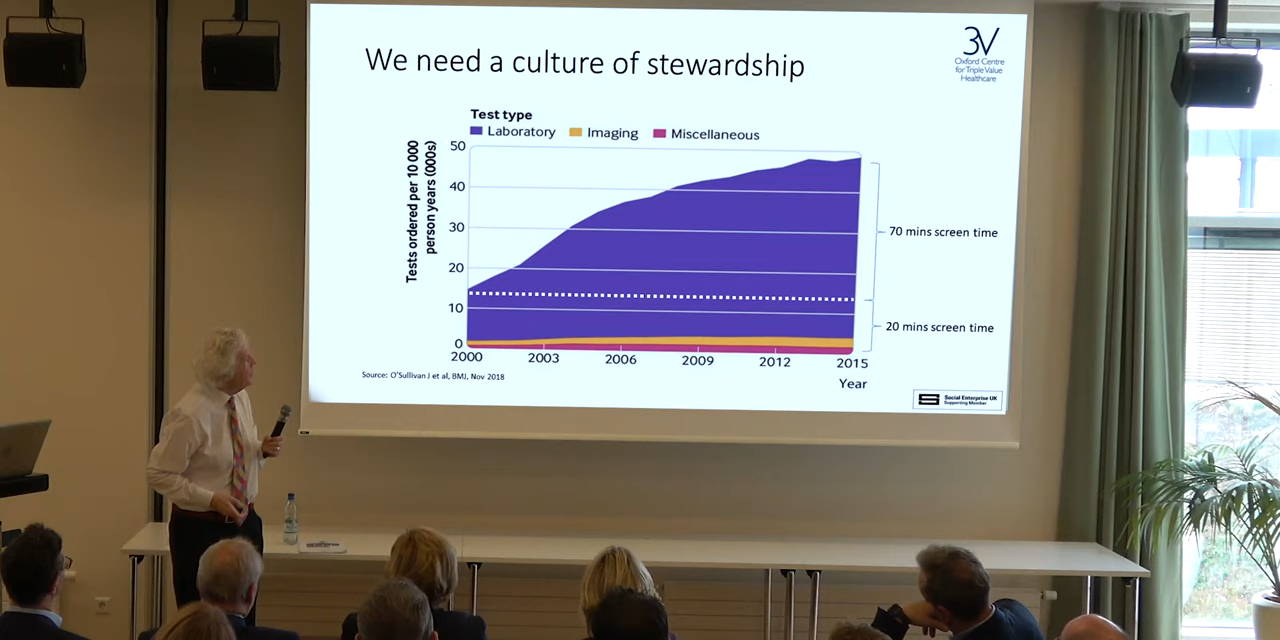 We need a culture of stewardship
3V
Oxford Centre
for Triple Value
Healthcare
Test type
Laboratory Imaging Miscellaneous
Tests ordered per 10 000
person years (000s)
50
40
30
20
10
0
2000 2003 2006 2009 2012 2015
Year
70 mins screen time
20 mins screen time
Source: O'Sullivan J et al, BMJ, Nov 2018
Social Enterprise UK
Supporting Member